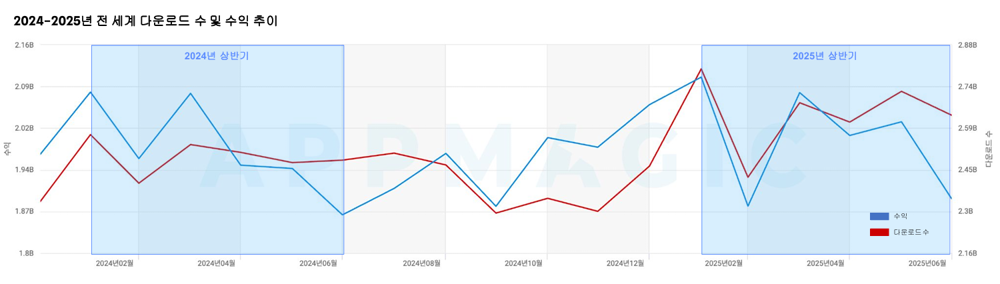 2024-2025년 전 세계 다운로드 수 및 수익 추이
2.16B
2.88B
2024년 상반기
2025년 상반기
2.09B
2.74B
2.02B
2.59B
APPMAGIC
수익
다운로드 수
1.94B
2.45B
1.87B
2.3B
수익
다운로드수
1.8B
2.16B
2024년02월
2024년04월
2024년06월
2024년08월
2024년10월
2024년12월
2025년02월
2025년04월
2025년06월